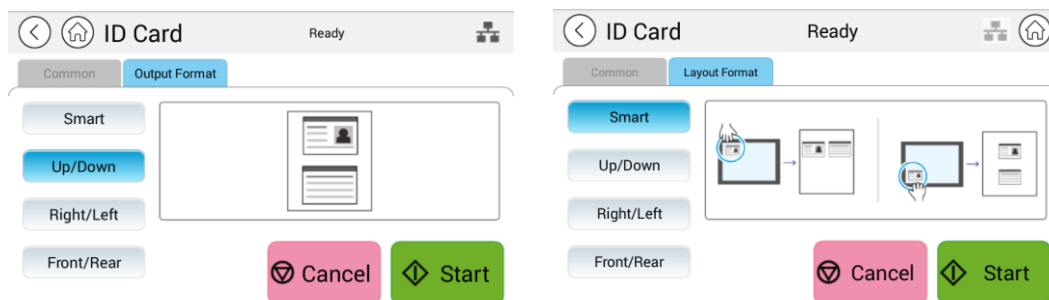 ID Card
Ready
Common
Output Format
Smart
Up/Down
Right/Left
Front/Rear
Cancel
Start
ID Card
Ready
Common
Layout Format
Smart
Up/Down
Right/Left
Front/Rear
Cancel
Start